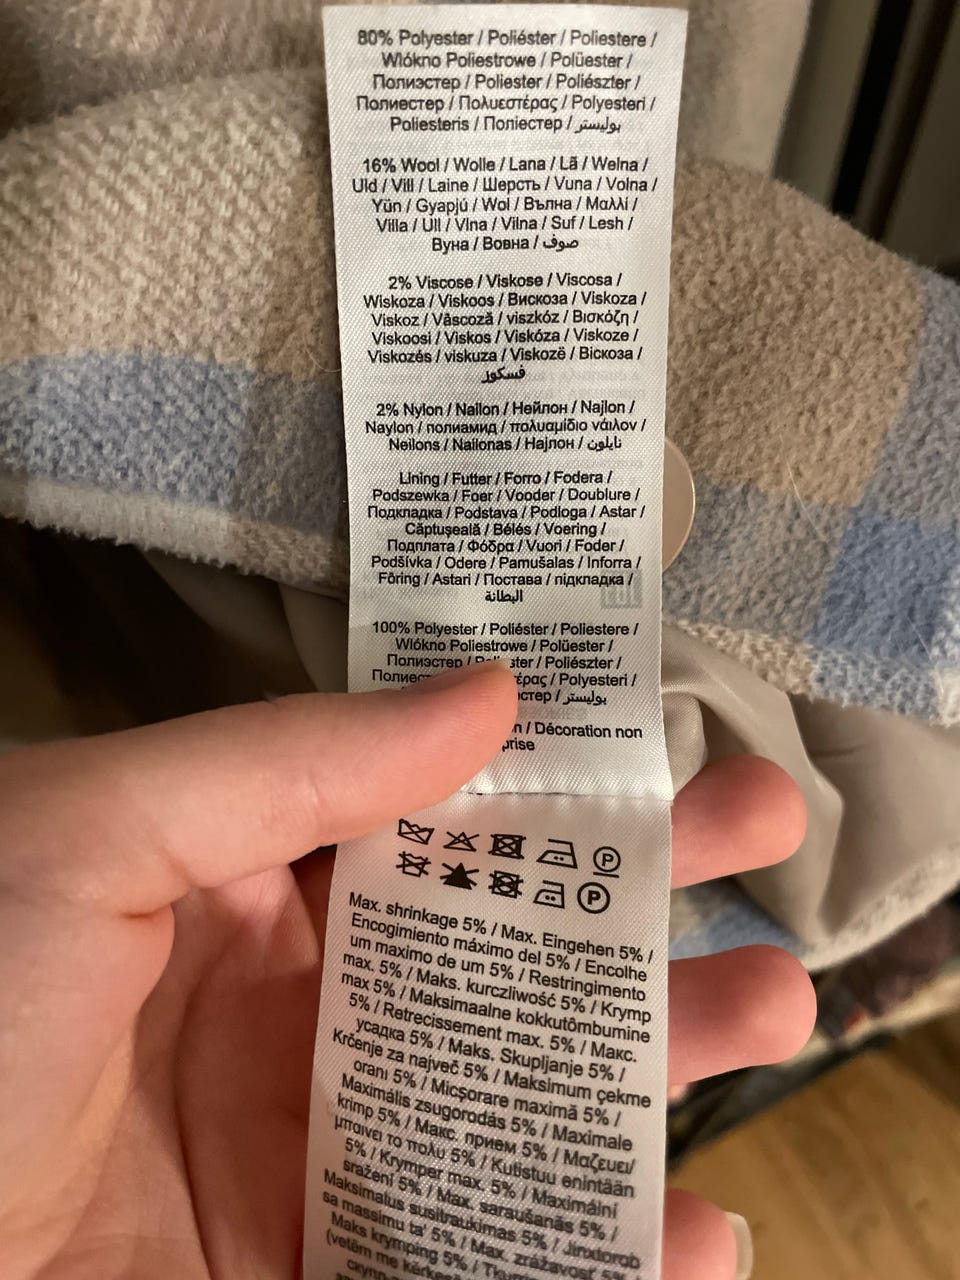 80% Polyester / Poliéster / Poliestere /
Włókno Poliestrowe / Polüester /
Полиэстер / Poliester / Poliészter /
Полиестер / Πολυεστέρας / Polyesteri /
Poliesteris / Поліестер / بوليستر
16% Wool / Wolle / Lana / Lã / Wełna /
Uld / Vill / Laine / Шерсть / Vuna / Volna /
Yün / Gyapjú / Wol / Вълна / Μαλλί /
Villa / Ull / Vlna / Vilna / Suf / Lesh /
Вуна / Вовна / صوف
2% Viscose / Viskose / Viscosa /
Wiskoza / Viskoos / Вискоза / Viskoza /
Viskoz / Vâscoză / viszkóz / Βισκόζη /
Viskoosi / Viskos / Viskóza / Viskoze /
Viskozés / viskuza / Viskozë / Віскоза /
فسكوز
2% Nylon / Nailon / Нейлон / Najlon /
Naylon / полиамид / πολυαμίδιο νάιλον /
Neilons / Nailonas / Најлон / نايلون
Lining / Futter / Forro / Fodera /
Podszewka / Foer / Vooder / Doublure /
Подкладка / Podstava / Podloga / Astar /
Căptușeală / Bélés / Voering /
Подплата / Φόδρα / Vuori / Foder /
Podšívka / Odere / Pamušalas / Inforra /
Fôring / Astari / Постава / підкладка /
البطانة
100% Polyester / Poliéster / Poliestere /
Włókno Poliestrowe / Polüester /
Полиэстер / / Poliészter /
/ Polyesteri /
/ بوليستر
/ Décoration non
P
P
Max. shrinkage 5% / Max. Eingehen 5% /
Encogimiento máximo del 5% / Encolhe
um maximo de um 5% / Restringimento
max. 5% / Maks. kurczliwość 5% / Krymp
max 5% / Maksimaalne kokkutõmbumine
5% / Retrecissement max. 5% / Макс.
усадка 5% / Maks. Skupljanje 5% /
Krčenje za največ 5% / Maksimum çekme
oranı 5% / Micșorare maximă 5% /
Maximális zsugorodás 5% / Maximale
krimp 5% / Макс. прием 5% / Μαζευει/
μπαινει το πολυ 5% / Kutistuu enintään
5% / Krymper max. 5% / Maximální
sražení 5% / Max. saraušanās 5% /
Maksimalus susitraukimas 5% / Jinxtorob
sa massimu ta' 5% / Max. zrážavosť 5% /
Maks krymping 5% /
(vetëm me